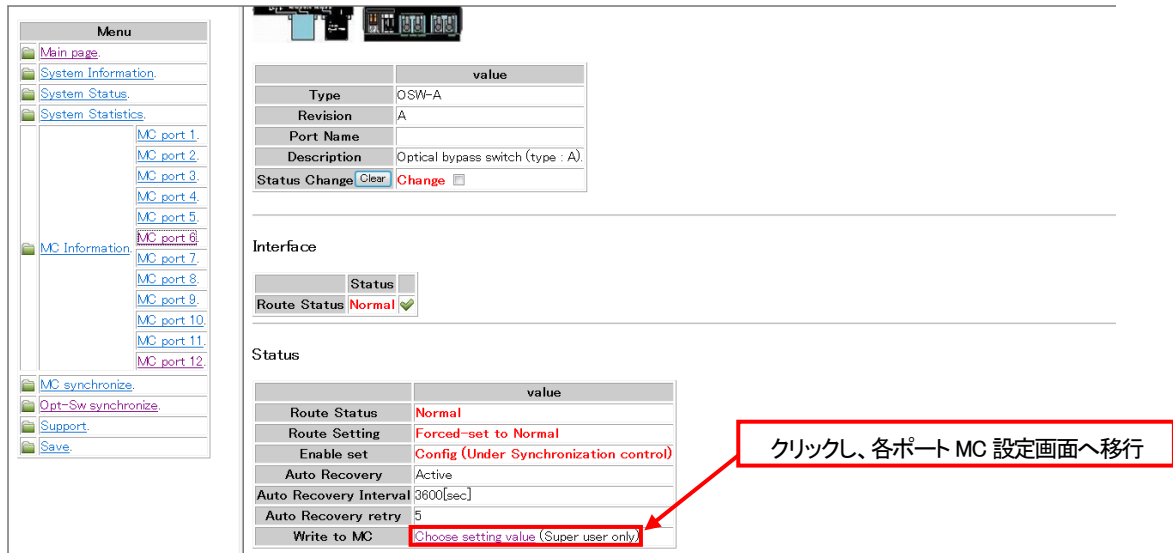 Menu
Main page.
System Information.
System Status.
System Statistics.
MC Information.
MC port 1.
MC port 2.
MC port 3.
MC port 4.
MC port 5.
MC port 6.
MC port 7.
MC port 8.
MC port 9.
MC port 10.
MC port 11.
MC port 12.
MC synchronize.
Opt-Sw synchronize.
Support.
Save.
value
Type OSW-A
Revision A
Port Name
Description Optical bypass switch (type : A).
Status Change Clear Change
Interface
Status
Route Status Normal
Status
value
Route Status Normal
Route Setting Forced-set to Normal
Enable set Config (Under Synchronization control)
Auto Recovery Active
Auto Recovery Interval 3600[sec]
Auto Recovery retry 5
Write to MC Choose setting value (Super user only)
クリックし、各ポート MC 設定画面へ移行